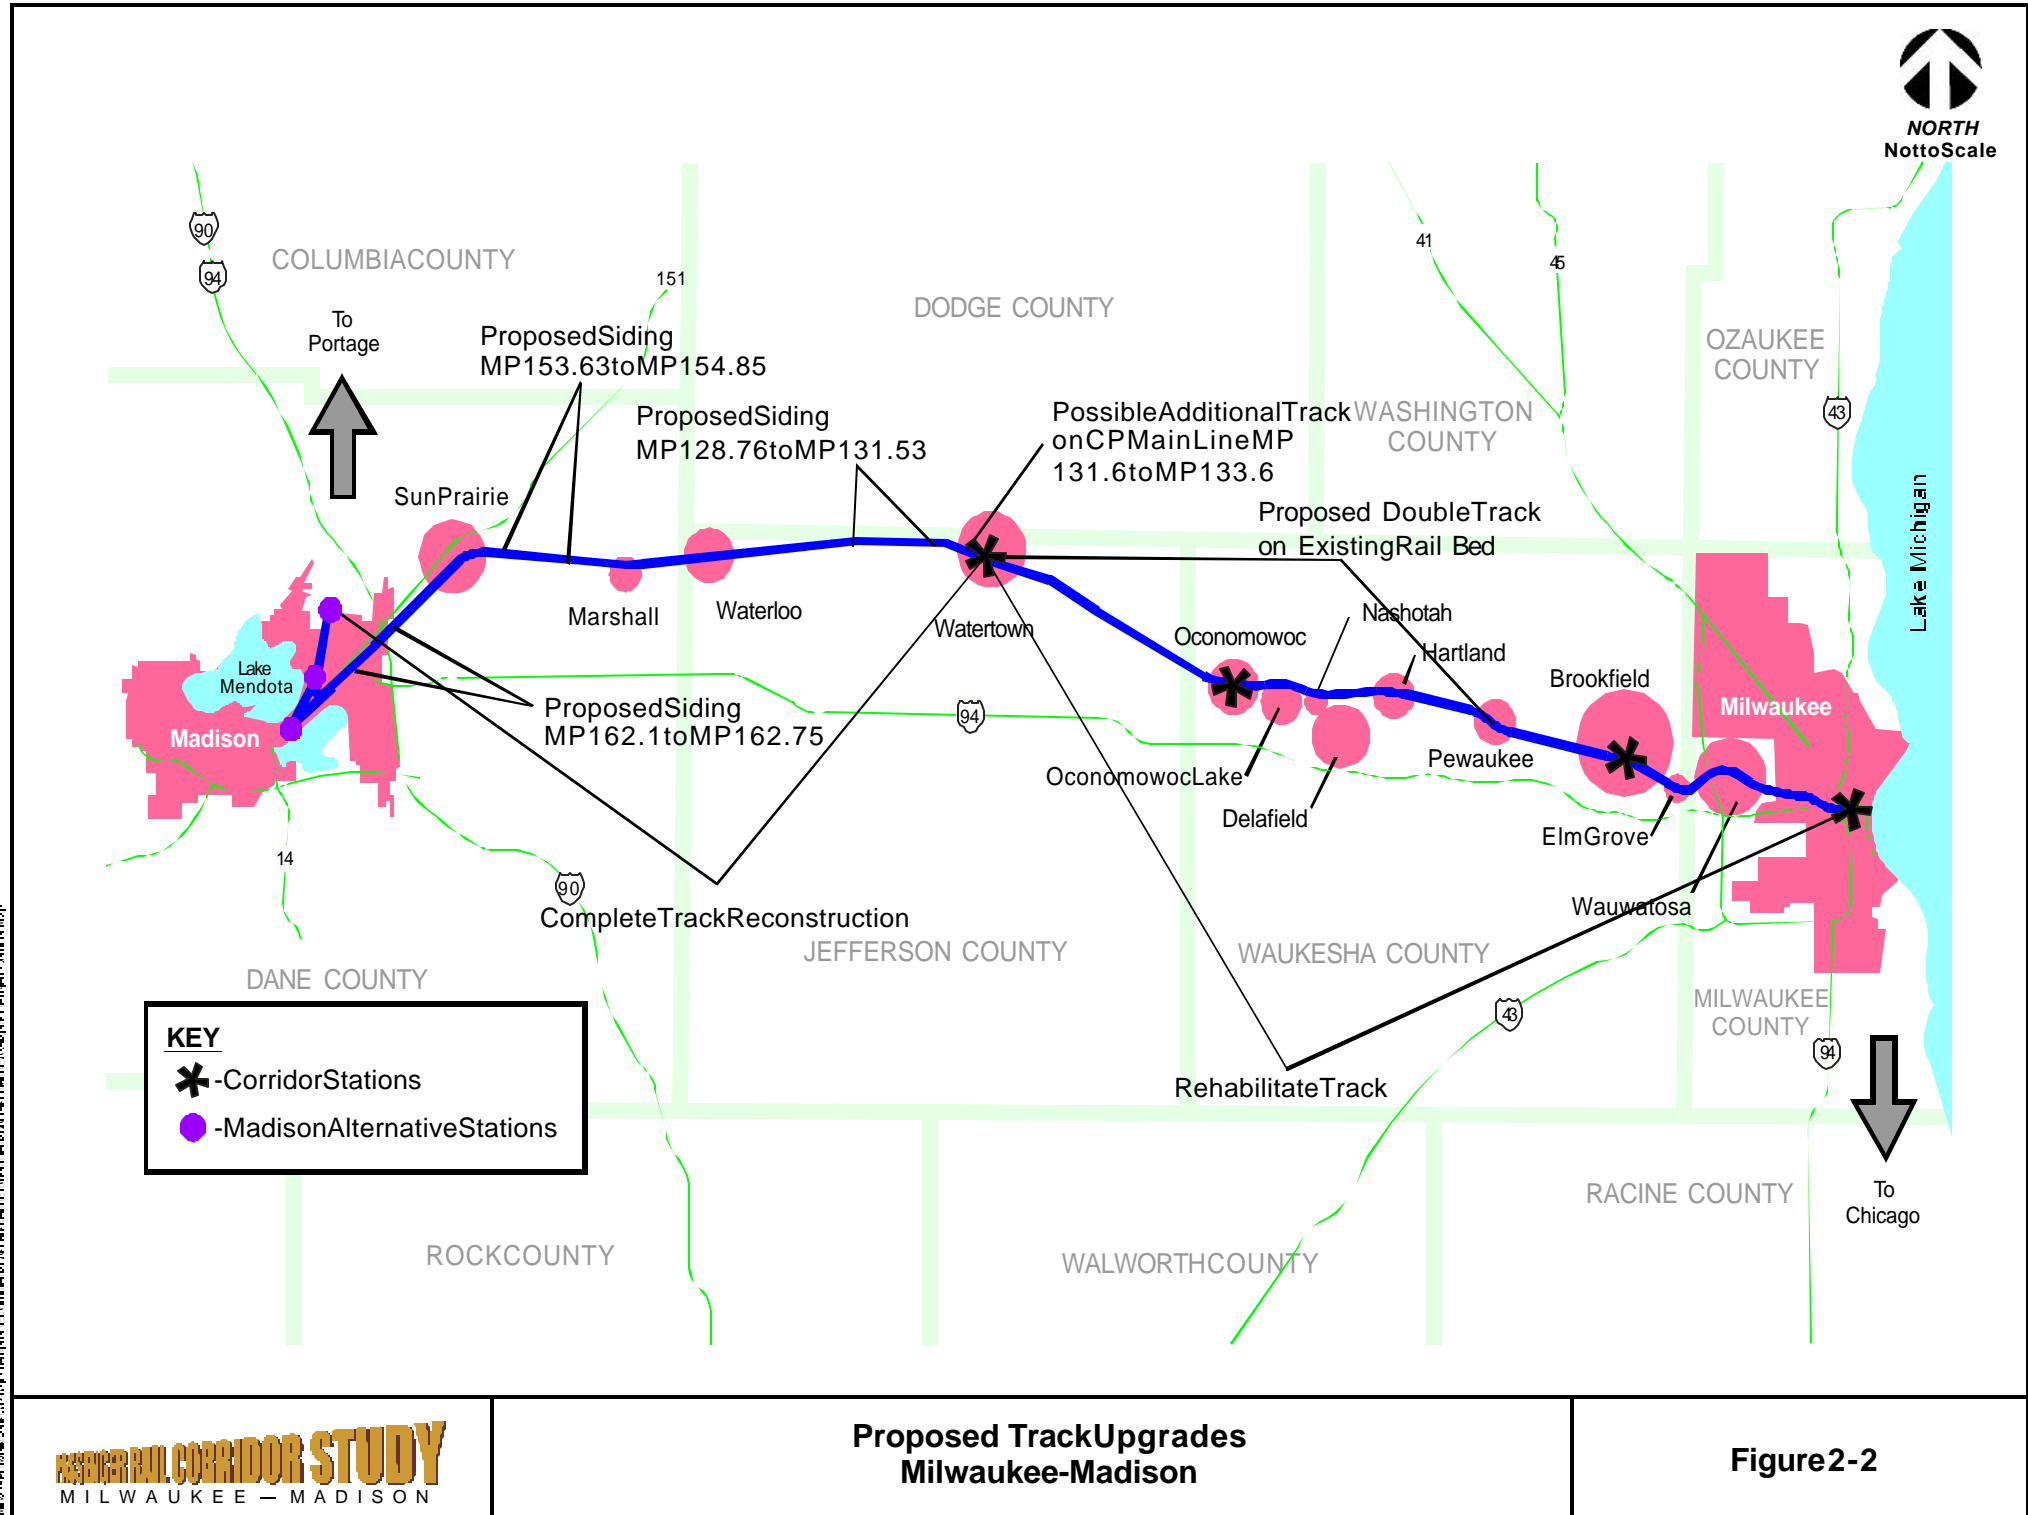 NORTH
NottoScale
90
94
COLUMBIACOUNTY
151
41
45
DODGE COUNTY
OZAUKEE
COUNTY
43
To
Portage
ProposedSiding
MP153.63toMP154.85
ProposedSiding
MP128.76toMP131.53
PossibleAdditionalTrack
onCPMainLineMP
131.6toMP133.6
WASHINGTON
COUNTY
SunPrairie
Proposed DoubleTrack
on ExistingRail Bed
Lake Michigan
Marshall
Waterloo
Watertown
Nashotah
Oconomowoc
Hartland
Brookfield
Lake
Mendota
Madison
ProposedSiding
MP162.1toMP162.75
94
Milwaukee
OconomowocLake
Pewaukee
Delafield
ElmGrove
14
90
Wauwatosa
CompleteTrackReconstruction
JEFFERSON COUNTY
WAUKESHA COUNTY
DANE COUNTY
MILWAUKEE
COUNTY
43
94
KEY
-CorridorStations
-MadisonAlternativeStations
RehabilitateTrack
RACINE COUNTY
To
Chicago
ROCKCOUNTY
WALWORTHCOUNTY
PASSENGER RAIL CORRIDOR STUDY
MILWAUKEE — MADISON
Proposed TrackUpgrades
Milwaukee-Madison
Figure2-2